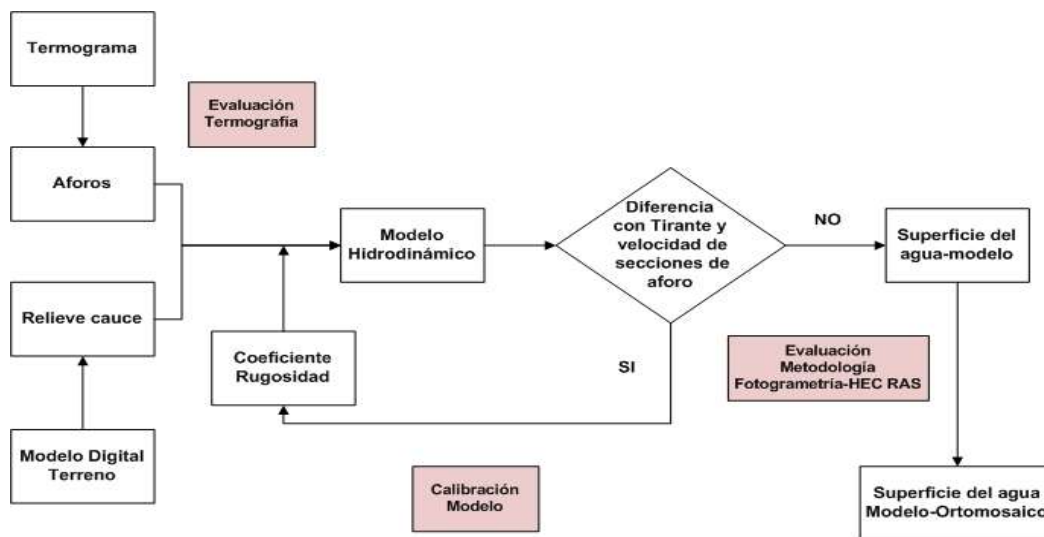 Termograma
Evaluación
Termografía
Aforos
Modelo
Hidrodinámico
Diferencia
con Tirante y
velocidad de
secciones de
aforo
NO
Superficie del
agua-modelo
Relieve cauce
Coeficiente
Rugosidad
SI
Evaluación
Metodología
Fotogrametría-HEC RAS
Modelo Digital
Terreno
Calibración
Modelo
Superficie del agua
Modelo-Ortomosaico